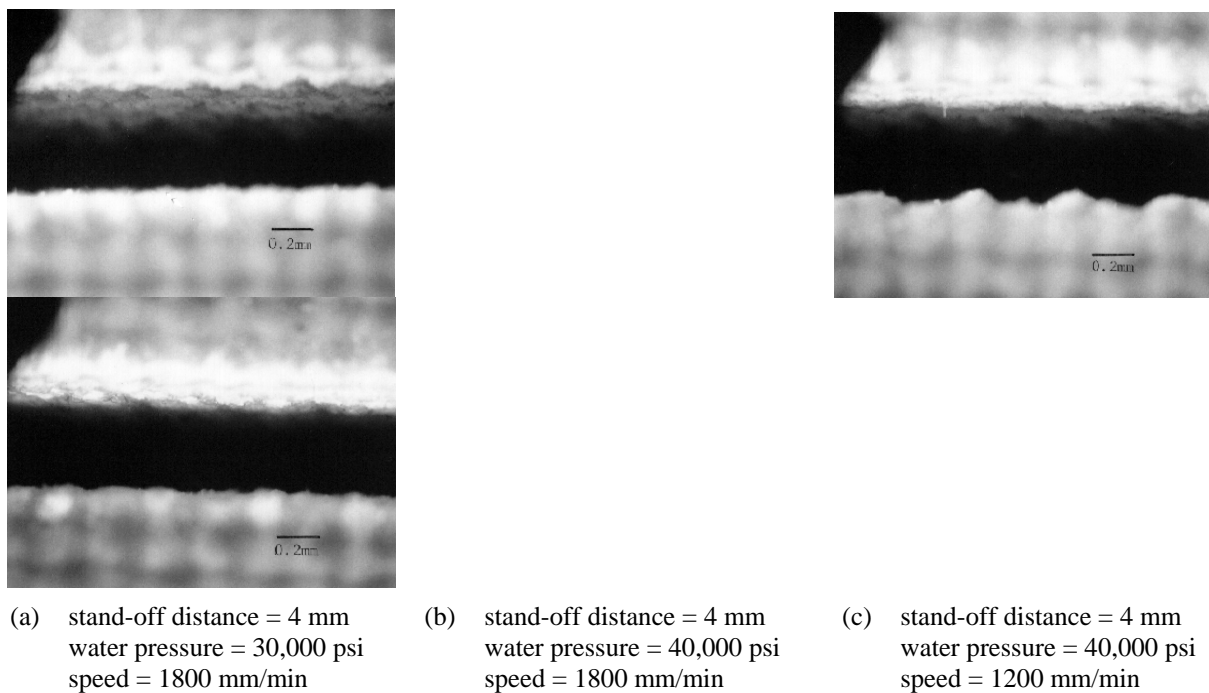 0.2mm
0.2mm
0.2mm
(a) stand-off distance = 4 mm
water pressure = 30,000 psi
speed = 1800 mm/min
(b) stand-off distance = 4 mm
water pressure = 40,000 psi
speed = 1800 mm/min
(c) stand-off distance = 4 mm
water pressure = 40,000 psi
speed = 1200 mm/min